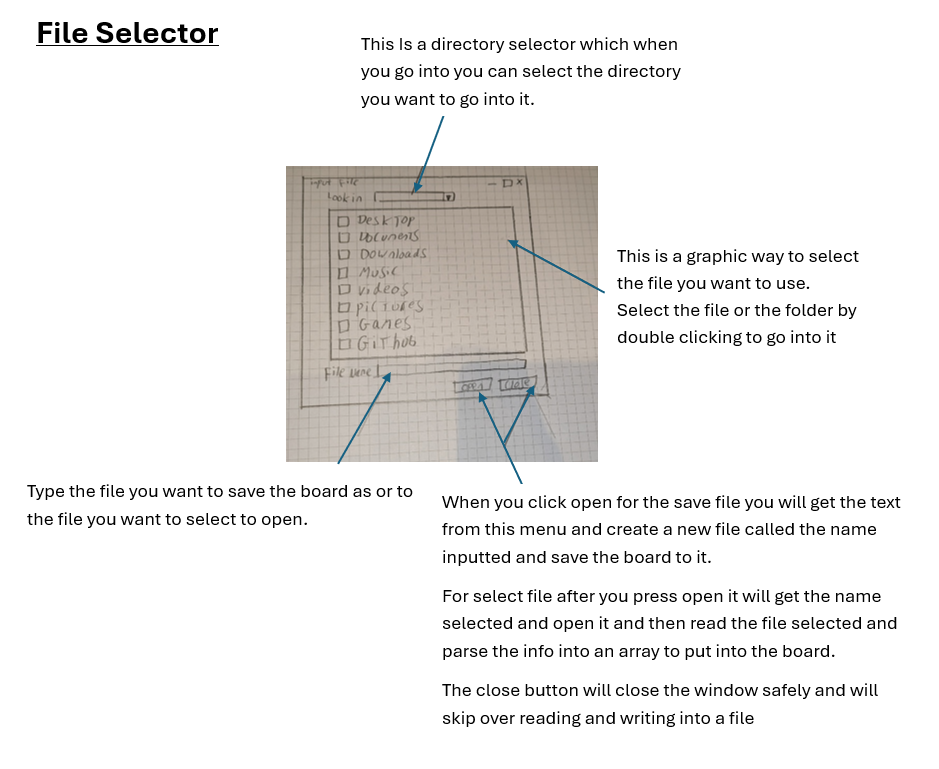 File Selector
This Is a directory selector which when
you go into you can select the directory
you want to go into it.
input File
Look in
Desktop
Documents
Downloads
Music
Videos
pictures
Games
Github
File name
open
Close
This is a graphic way to select
the file you want to use.
Select the file or the folder by
double clicking to go into it
Type the file you want to save the board as or to
the file you want to select to open.
When you click open for the save file you will get the text
from this menu and create a new file called the name
inputted and save the board to it.
For select file after you press open it will get the name
selected and open it and then read the file selected and
parse the info into an array to put into the board.
The close button will close the window safely and will
skip over reading and writing into a file